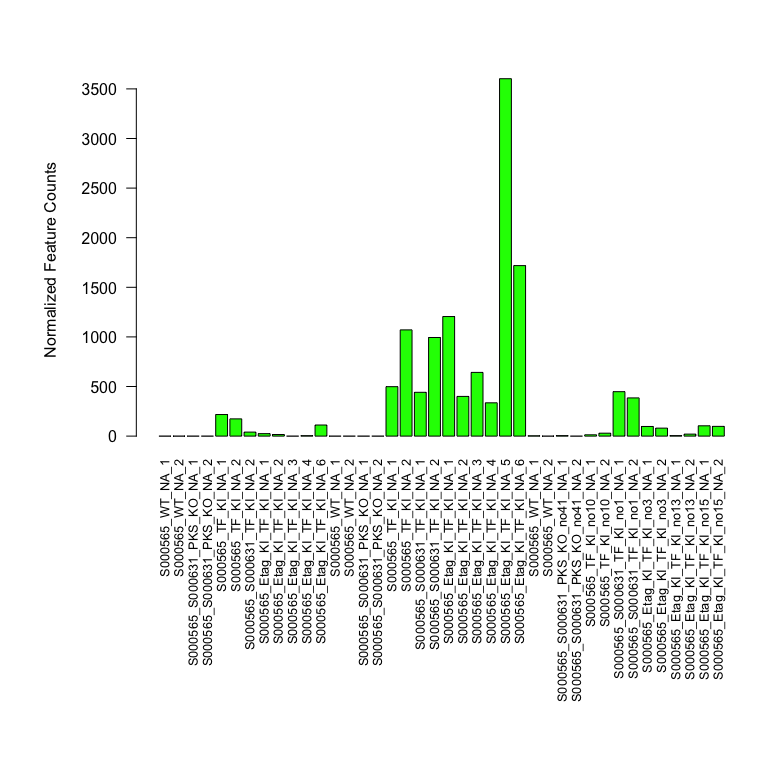 Normalized Feature Counts
3500
3000
2500
2000
1500
1000
500
0
S000565_WT_NA_1
S000565_WT_NA_2
S000565_S000631_PKS_KO_NA_1
S000565_S000631_PKS_KO_NA_2
S000565_TF_KI_NA_1
S000565_TF_KI_NA_2
S000565_S000631_TF_KI_NA_2
S000565_Etag_KI_TF_KI_NA_1
S000565_Etag_KI_TF_KI_NA_2
S000565_Etag_KI_TF_KI_NA_3
S000565_Etag_KI_TF_KI_NA_4
S000565_Etag_KI_TF_KI_NA_6
S000565_WT_NA_1
S000565_WT_NA_2
S000565_S000631_PKS_KO_NA_1
S000565_S000631_PKS_KO_NA_2
S000565_TF_KI_NA_1
S000565_TF_KI_NA_2
S000565_S000631_TF_KI_NA_1
S000565_S000631_TF_KI_NA_2
S000565_Etag_KI_TF_KI_NA_1
S000565_Etag_KI_TF_KI_NA_2
S000565_Etag_KI_TF_KI_NA_3
S000565_Etag_KI_TF_KI_NA_4
S000565_Etag_KI_TF_KI_NA_5
S000565_Etag_KI_TF_KI_NA_6
S000565_WT_NA_1
S000565_WT_NA_2
S000565_S000631_PKS_KO_no41_NA_1
S000565_S000631_PKS_KO_no41_NA_2
S000565_TF_KI_no10_NA_1
S000565_TF_KI_no10_NA_2
S000565_S000631_TF_KI_no1_NA_1
S000565_S000631_TF_KI_no1_NA_2
S000565_Etag_KI_TF_KI_no3_NA_1
S000565_Etag_KI_TF_KI_no3_NA_2
S000565_Etag_KI_TF_KI_no13_NA_1
S000565_Etag_KI_TF_KI_no13_NA_2
S000565_Etag_KI_TF_KI_no15_NA_1
S000565_Etag_KI_TF_KI_no15_NA_2